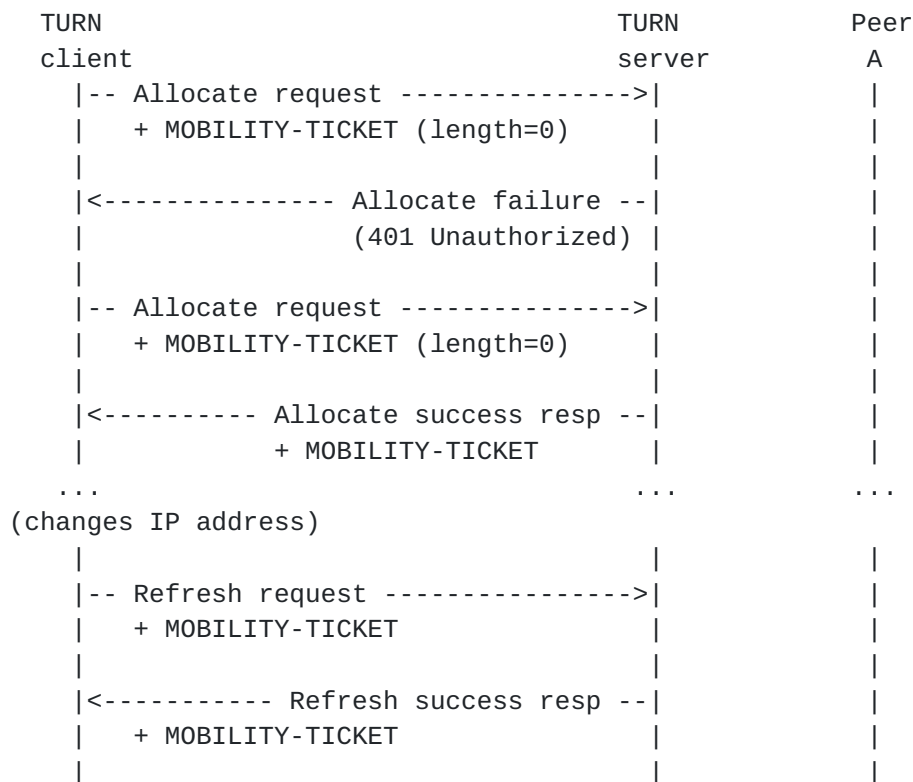 TURN                                 TURN          Peer
client                               server          A
  |-- Allocate request --------------->|             |
  |   + MOBILITY-TICKET (length=0)     |             |
  |                                    |             |
  |<--------------- Allocate failure --|             |
  |                 (401 Unauthorized) |             |
  |                                    |             |
  |-- Allocate request --------------->|             |
  |   + MOBILITY-TICKET (length=0)     |             |
  |                                    |             |
  |<---------- Allocate success resp --|             |
  |            + MOBILITY-TICKET       |             |
 ...                                  ...           ...
(changes IP address)
  |                                    |             |
  |-- Refresh request ---------------->|             |
  |   + MOBILITY-TICKET                |             |
  |                                    |             |
  |<----------- Refresh success resp --|             |
  |   + MOBILITY-TICKET                |             |
  |                                    |             |